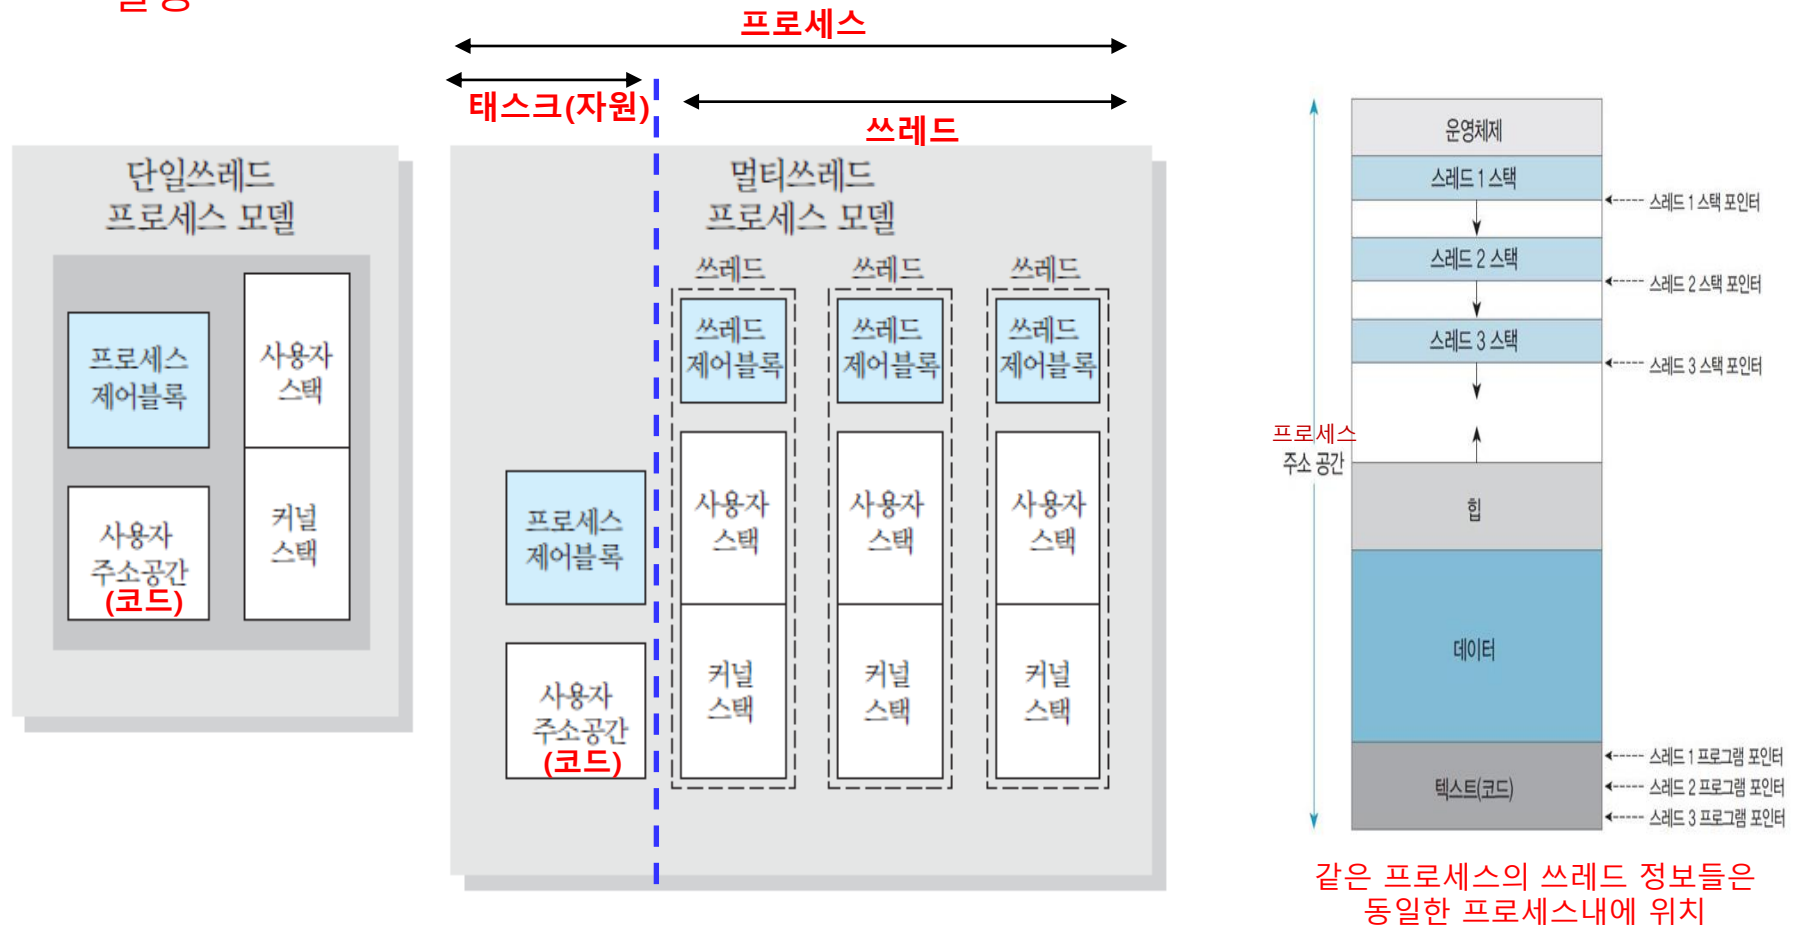 프로세스
태스크(자원)
쓰레드
단일쓰레드
프로세스 모델
프로세스
제어블록
사용자
스택
사용자
주소공간
(코드)
커널
스택
멀티쓰레드
프로세스 모델
쓰레드 쓰레드 쓰레드
쓰레드 쓰레드 쓰레드
제어블록 제어블록 제어블록
프로세스
제어블록
사용자 사용자 사용자
스택 스택 스택
사용자
주소공간
(코드)
커널 커널 커널
스택 스택 스택
운영체제
스레드 1 스택
스레드 1 스택 포인터
스레드 2 스택
스레드 2 스택 포인터
스레드 3 스택
스레드 3 스택 포인터
프로세스
주소 공간
힙
데이터
텍스트(코드)
스레드 1 프로그램 포인터
스레드 2 프로그램 포인터
스레드 3 프로그램 포인터
같은 프로세스의 쓰레드 정보들은
동일한 프로세스내에 위치